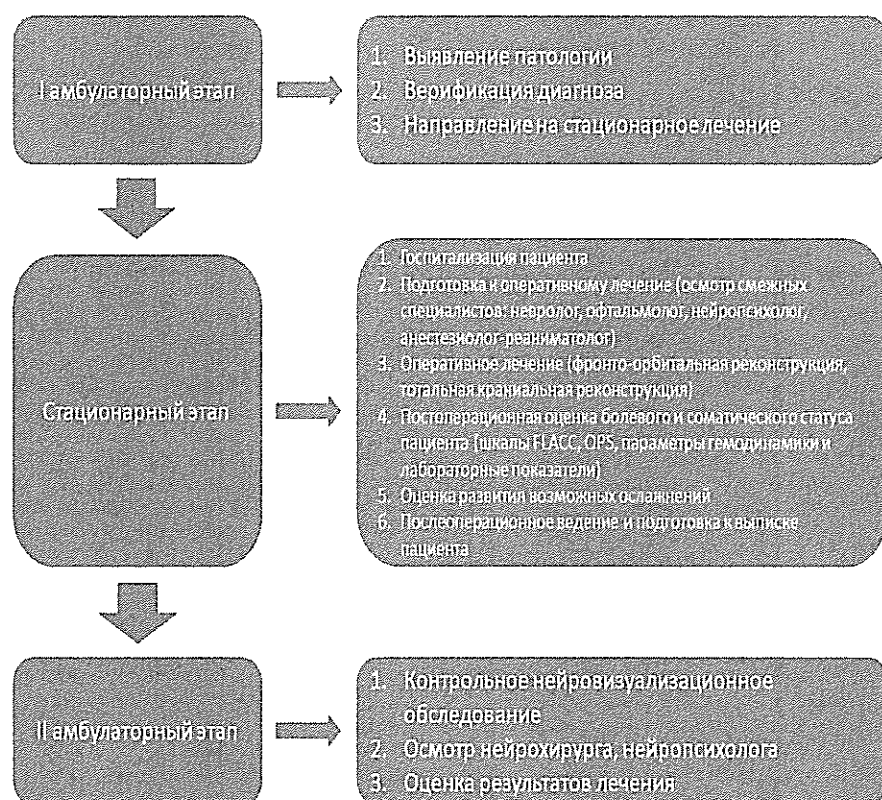 I амбулаторный этап
1. Выявление патологии
2. Верификация диагноза
3. Направление на стационарное лечение
Стационарный этап
1. Госпитализация пациента
2. Подготовка к оперативному лечение (осмотр смежных
специалистов: невролог, офтальмолог, нейропсихолог,
анестезиолог-реаниматолог)
3. Оперативное лечение (фронто-орбитальная реконструкция,
тотальная краниальная реконструкция)
4. Постоперационная оценка болевого и соматического статуса
пациента (шкалы FLACC, OPS, параметры гемодинамики и
лабораторные показатели)
5. Оценка развития возможных ослажнений
6. Послеоперационное ведение и подготовка к выписке
пациента
II амбулаторный этап
1. Контрольное нейровизуализационное
обследование
2. Осмотр нейрохирурга, нейропсихолога
3. Оценка результатов лечения